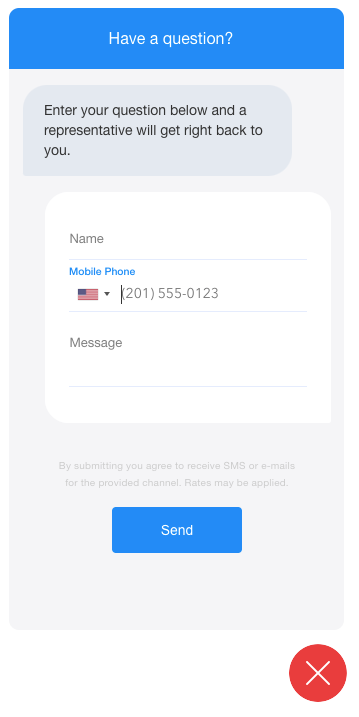 Have a question?
Enter your question below and a
representative will get right back to
you.
Name
Mobile Phone
(201) 555-0123
Message
By submitting you agree to receive SMS or e-mails
for the provided channel. Rates may be applied.
Send